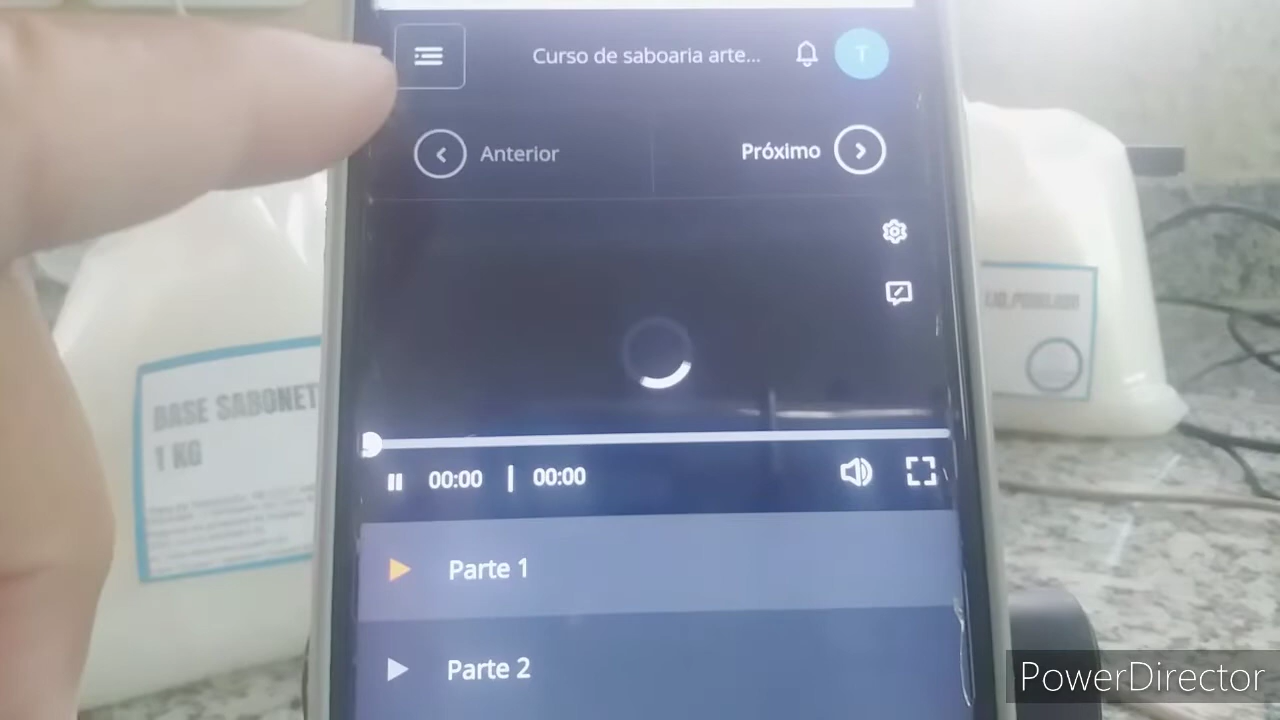 Curso de saboaria arte...
T
Anterior
Próximo
00:00 | 00:00
Parte 1
Parte 2
BASE SABONET
1 KG
PowerDirector